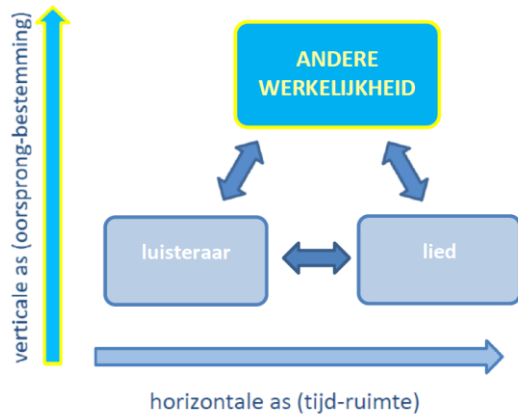 ANDERE
WERKELIJKHEID
luisteraar
lied
verticale as (oorsprong-bestemming)
horizontale as (tijd-ruimte)